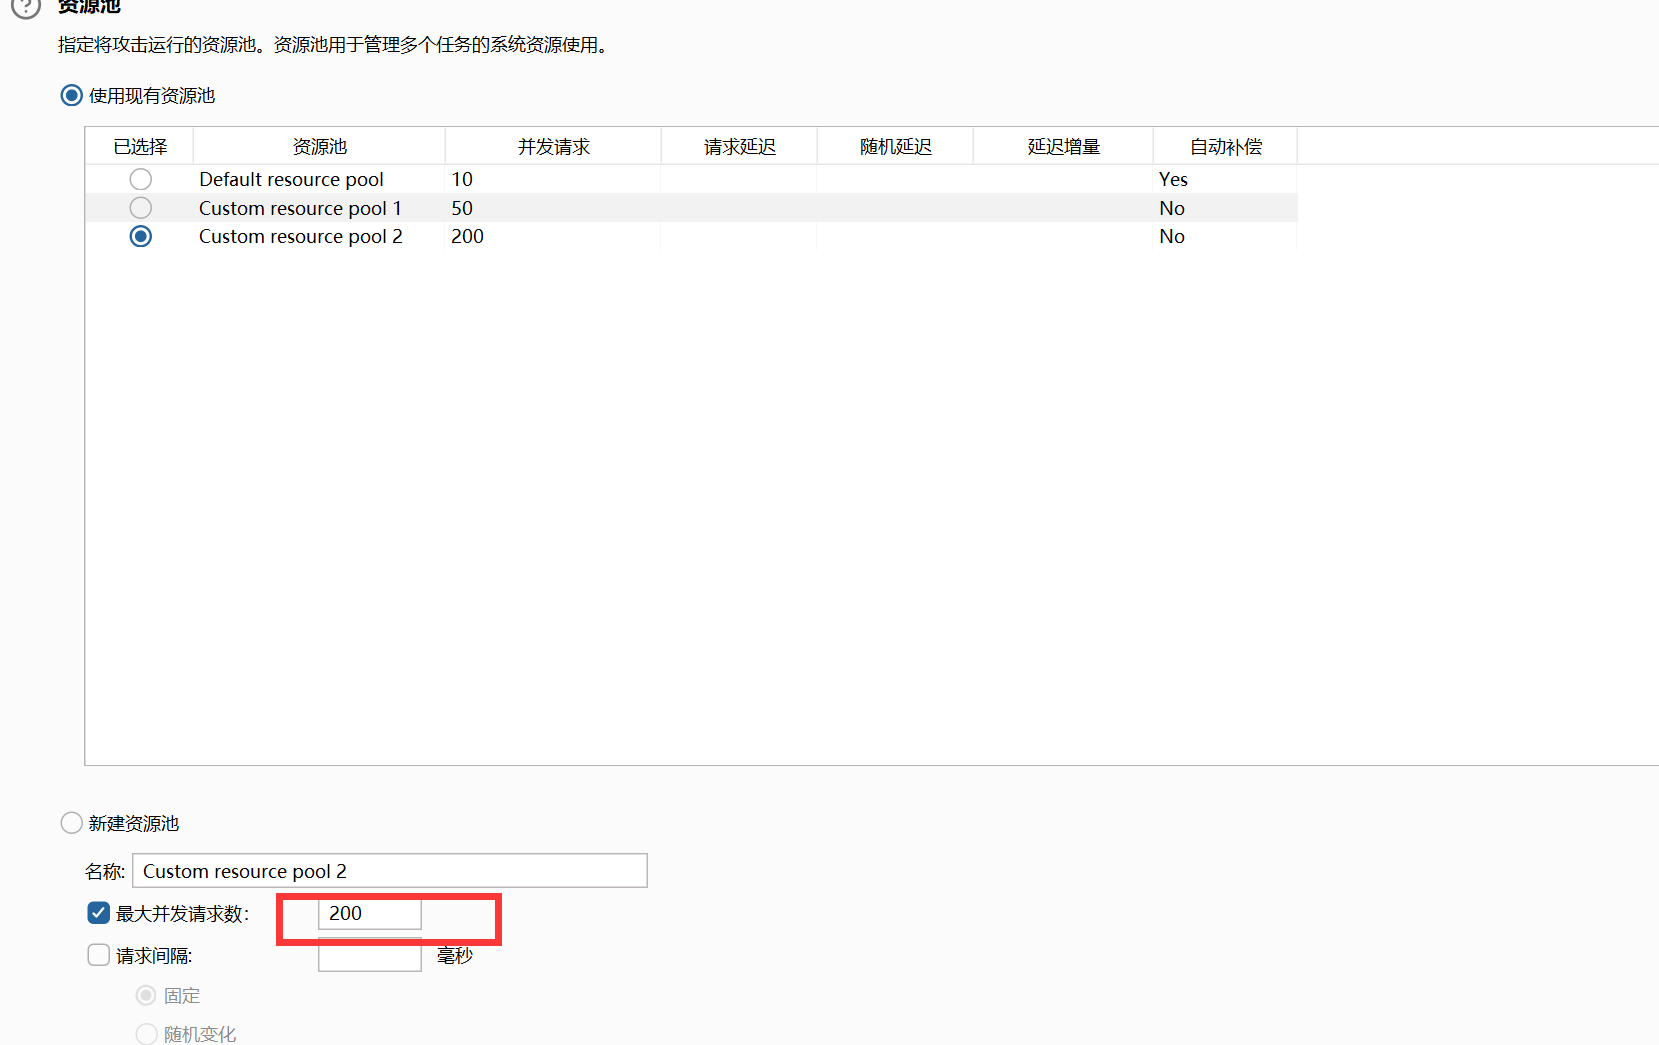 资源池
指定将攻击运行的资源池。资源池用于管理多个任务的系统资源使用。
使用现有资源池
已选择 资源池 并发请求 请求延迟 随机延迟 延迟增量 自动补偿
Default resource pool 10 Yes
Custom resource pool 1 50 No
Custom resource pool 2 200 No
新建资源池
名称: Custom resource pool 2
最大并发请求数: 200
请求间隔: 毫秒
固定
随机变化